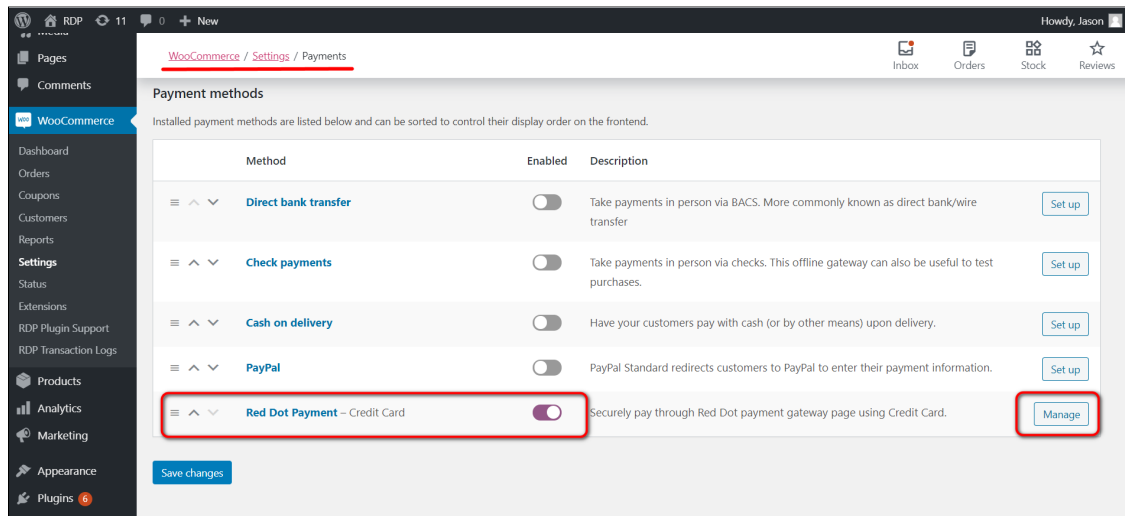 RDP 11 0 New Howdy, Jason
Media
Pages
Comments
WooCommerce
Dashboard
Orders
Coupons
Customers
Reports
Settings
Status
Extensions
RDP Plugin Support
RDP Transaction Logs
Products
Analytics
Marketing
Appearance
Plugins 6
WooCommerce / Settings / Payments
Inbox Orders Stock Reviews
Payment methods
Installed payment methods are listed below and can be sorted to control their display order on the frontend.
Method Enabled Description
Direct bank transfer Take payments in person via BACS. More commonly known as direct bank/wire
transfer
Set up
Check payments Take payments in person via checks. This offline gateway can also be useful to test
purchases.
Set up
Cash on delivery Have your customers pay with cash (or by other means) upon delivery. Set up
PayPal PayPal Standard redirects customers to PayPal to enter their payment information. Set up
Red Dot Payment – Credit Card Securely pay through Red Dot payment gateway page using Credit Card. Manage
Save changes